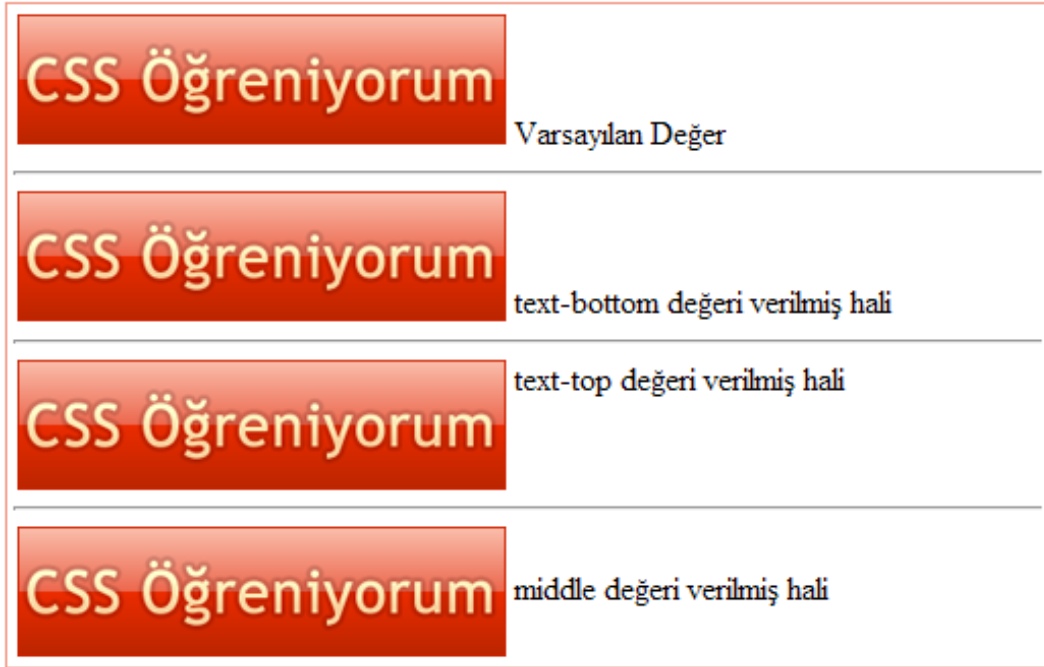 CSS Öğreniyorum Varsayılan Değer
CSS Öğreniyorum text-bottom değeri verilmiş hali
CSS Öğreniyorum text-top değeri verilmiş hali
CSS Öğreniyorum middle değeri verilmiş hali